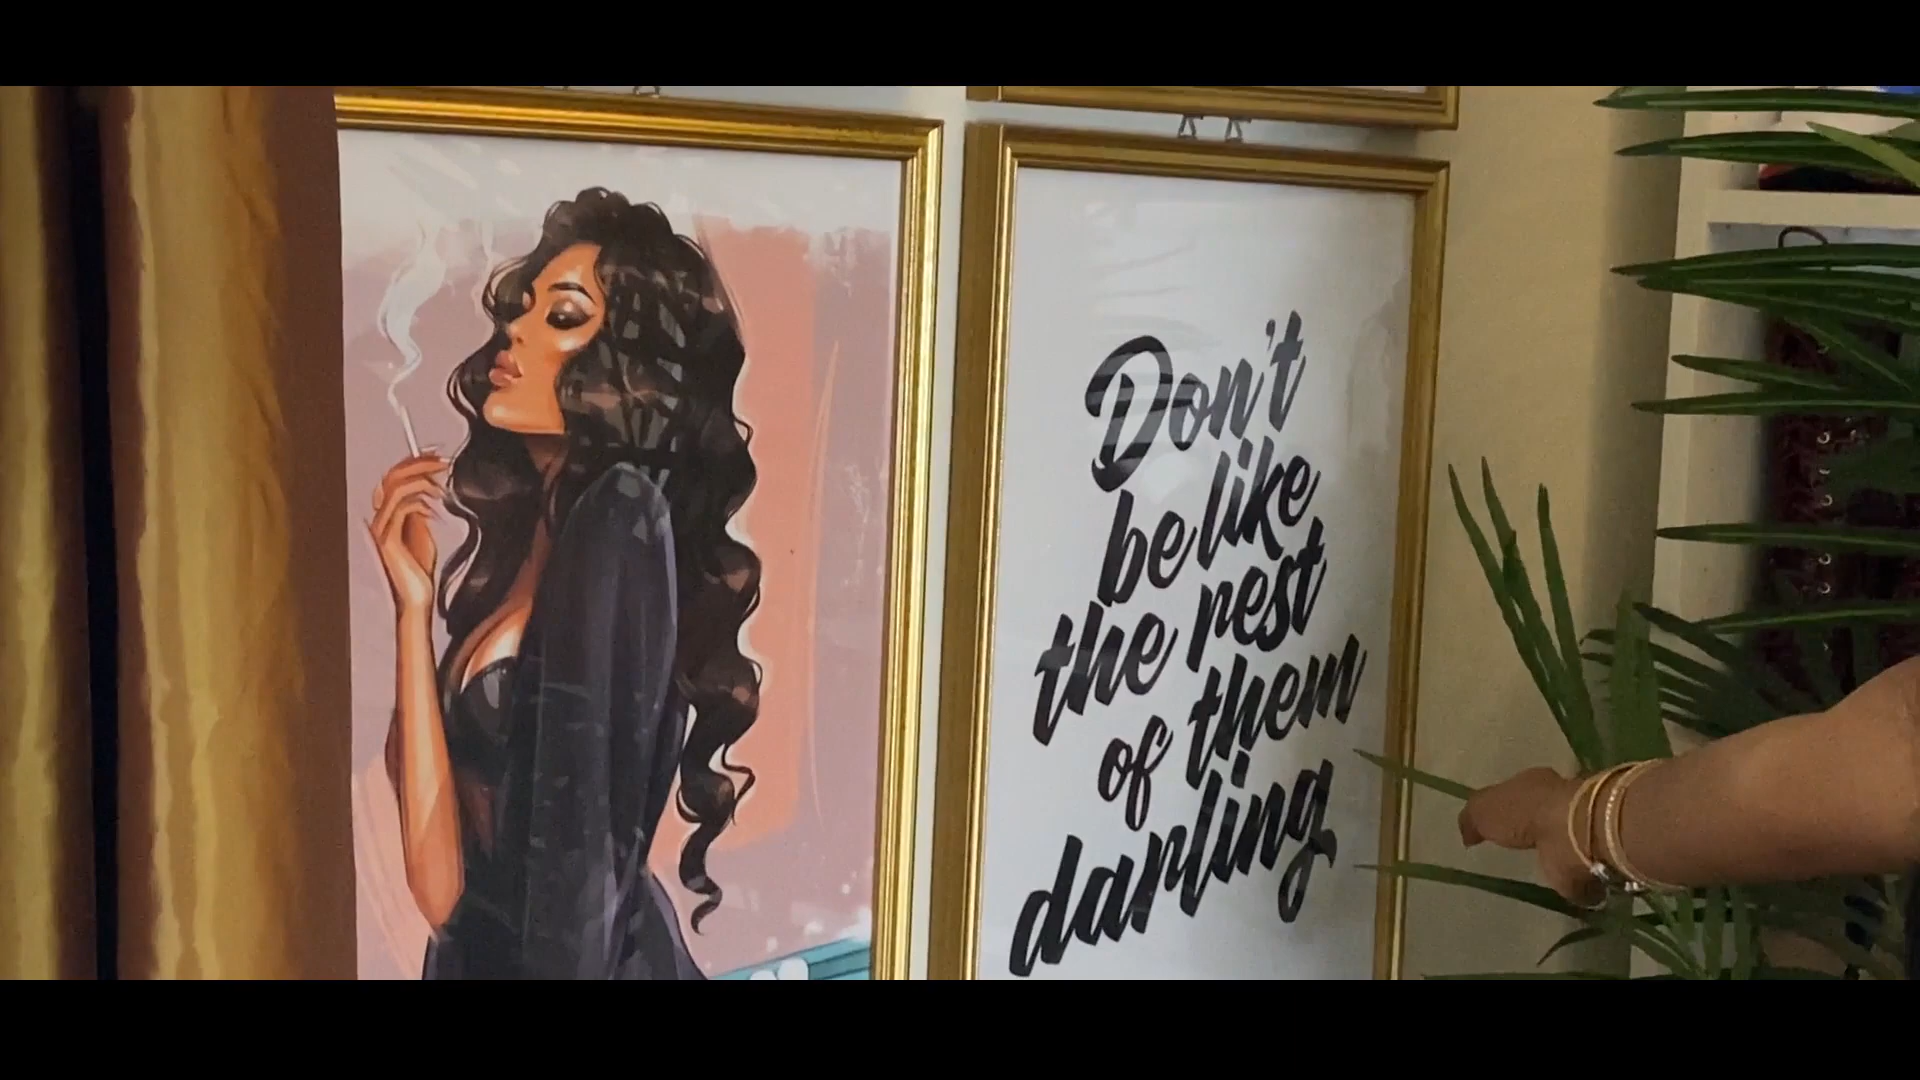 Don't
be like
the rest
of them
darling